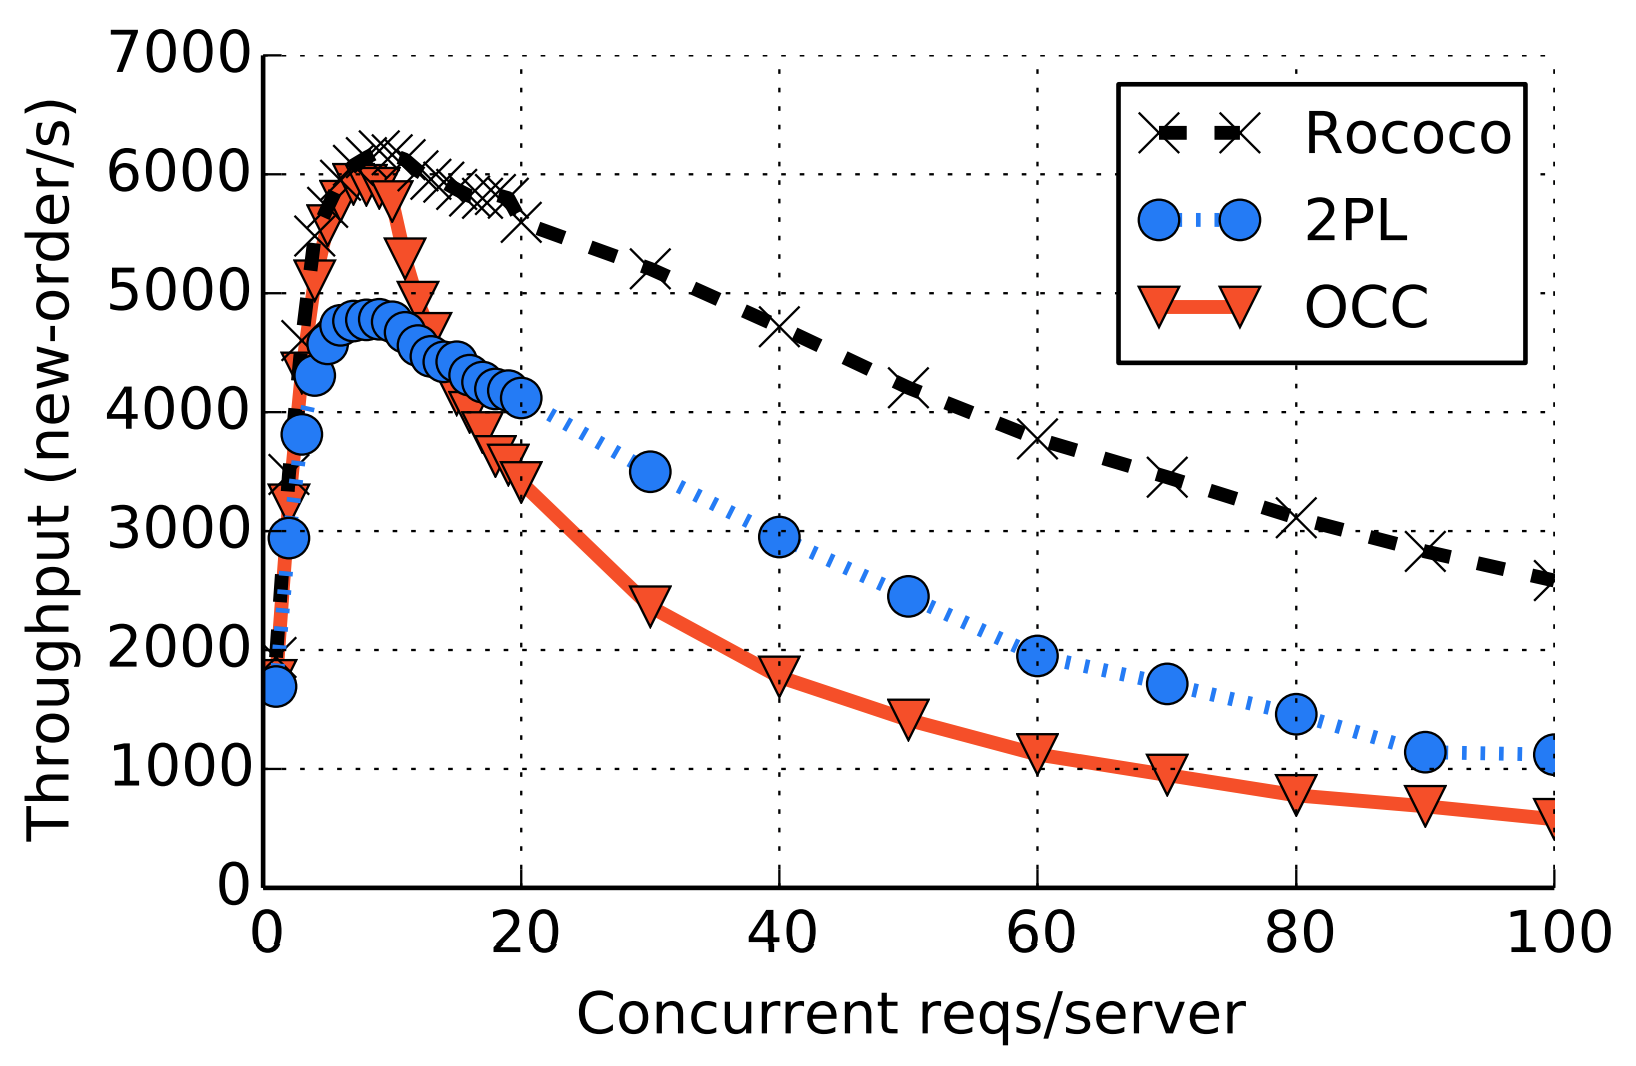 Throughput (new-order/s)
7000
6000
5000
4000
3000
2000
1000
0
Rococo
2PL
OCC
0 20 40 60 80 100
Concurrent reqs/server